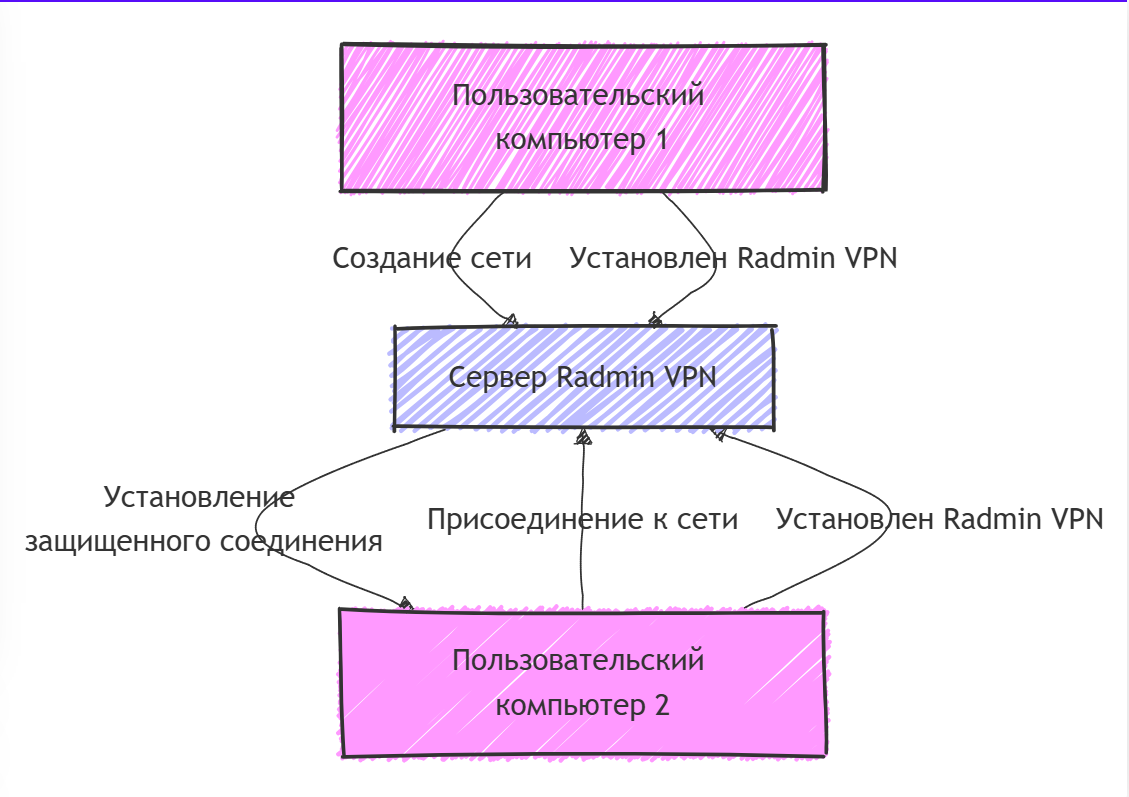 Пользовательский
компьютер 1
Создание сети
Установлен Radmin VPN
Сервер Radmin VPN
Установление
защищенного соединения
Присоединение к сети
Установлен Radmin VPN
Пользовательский
компьютер 2